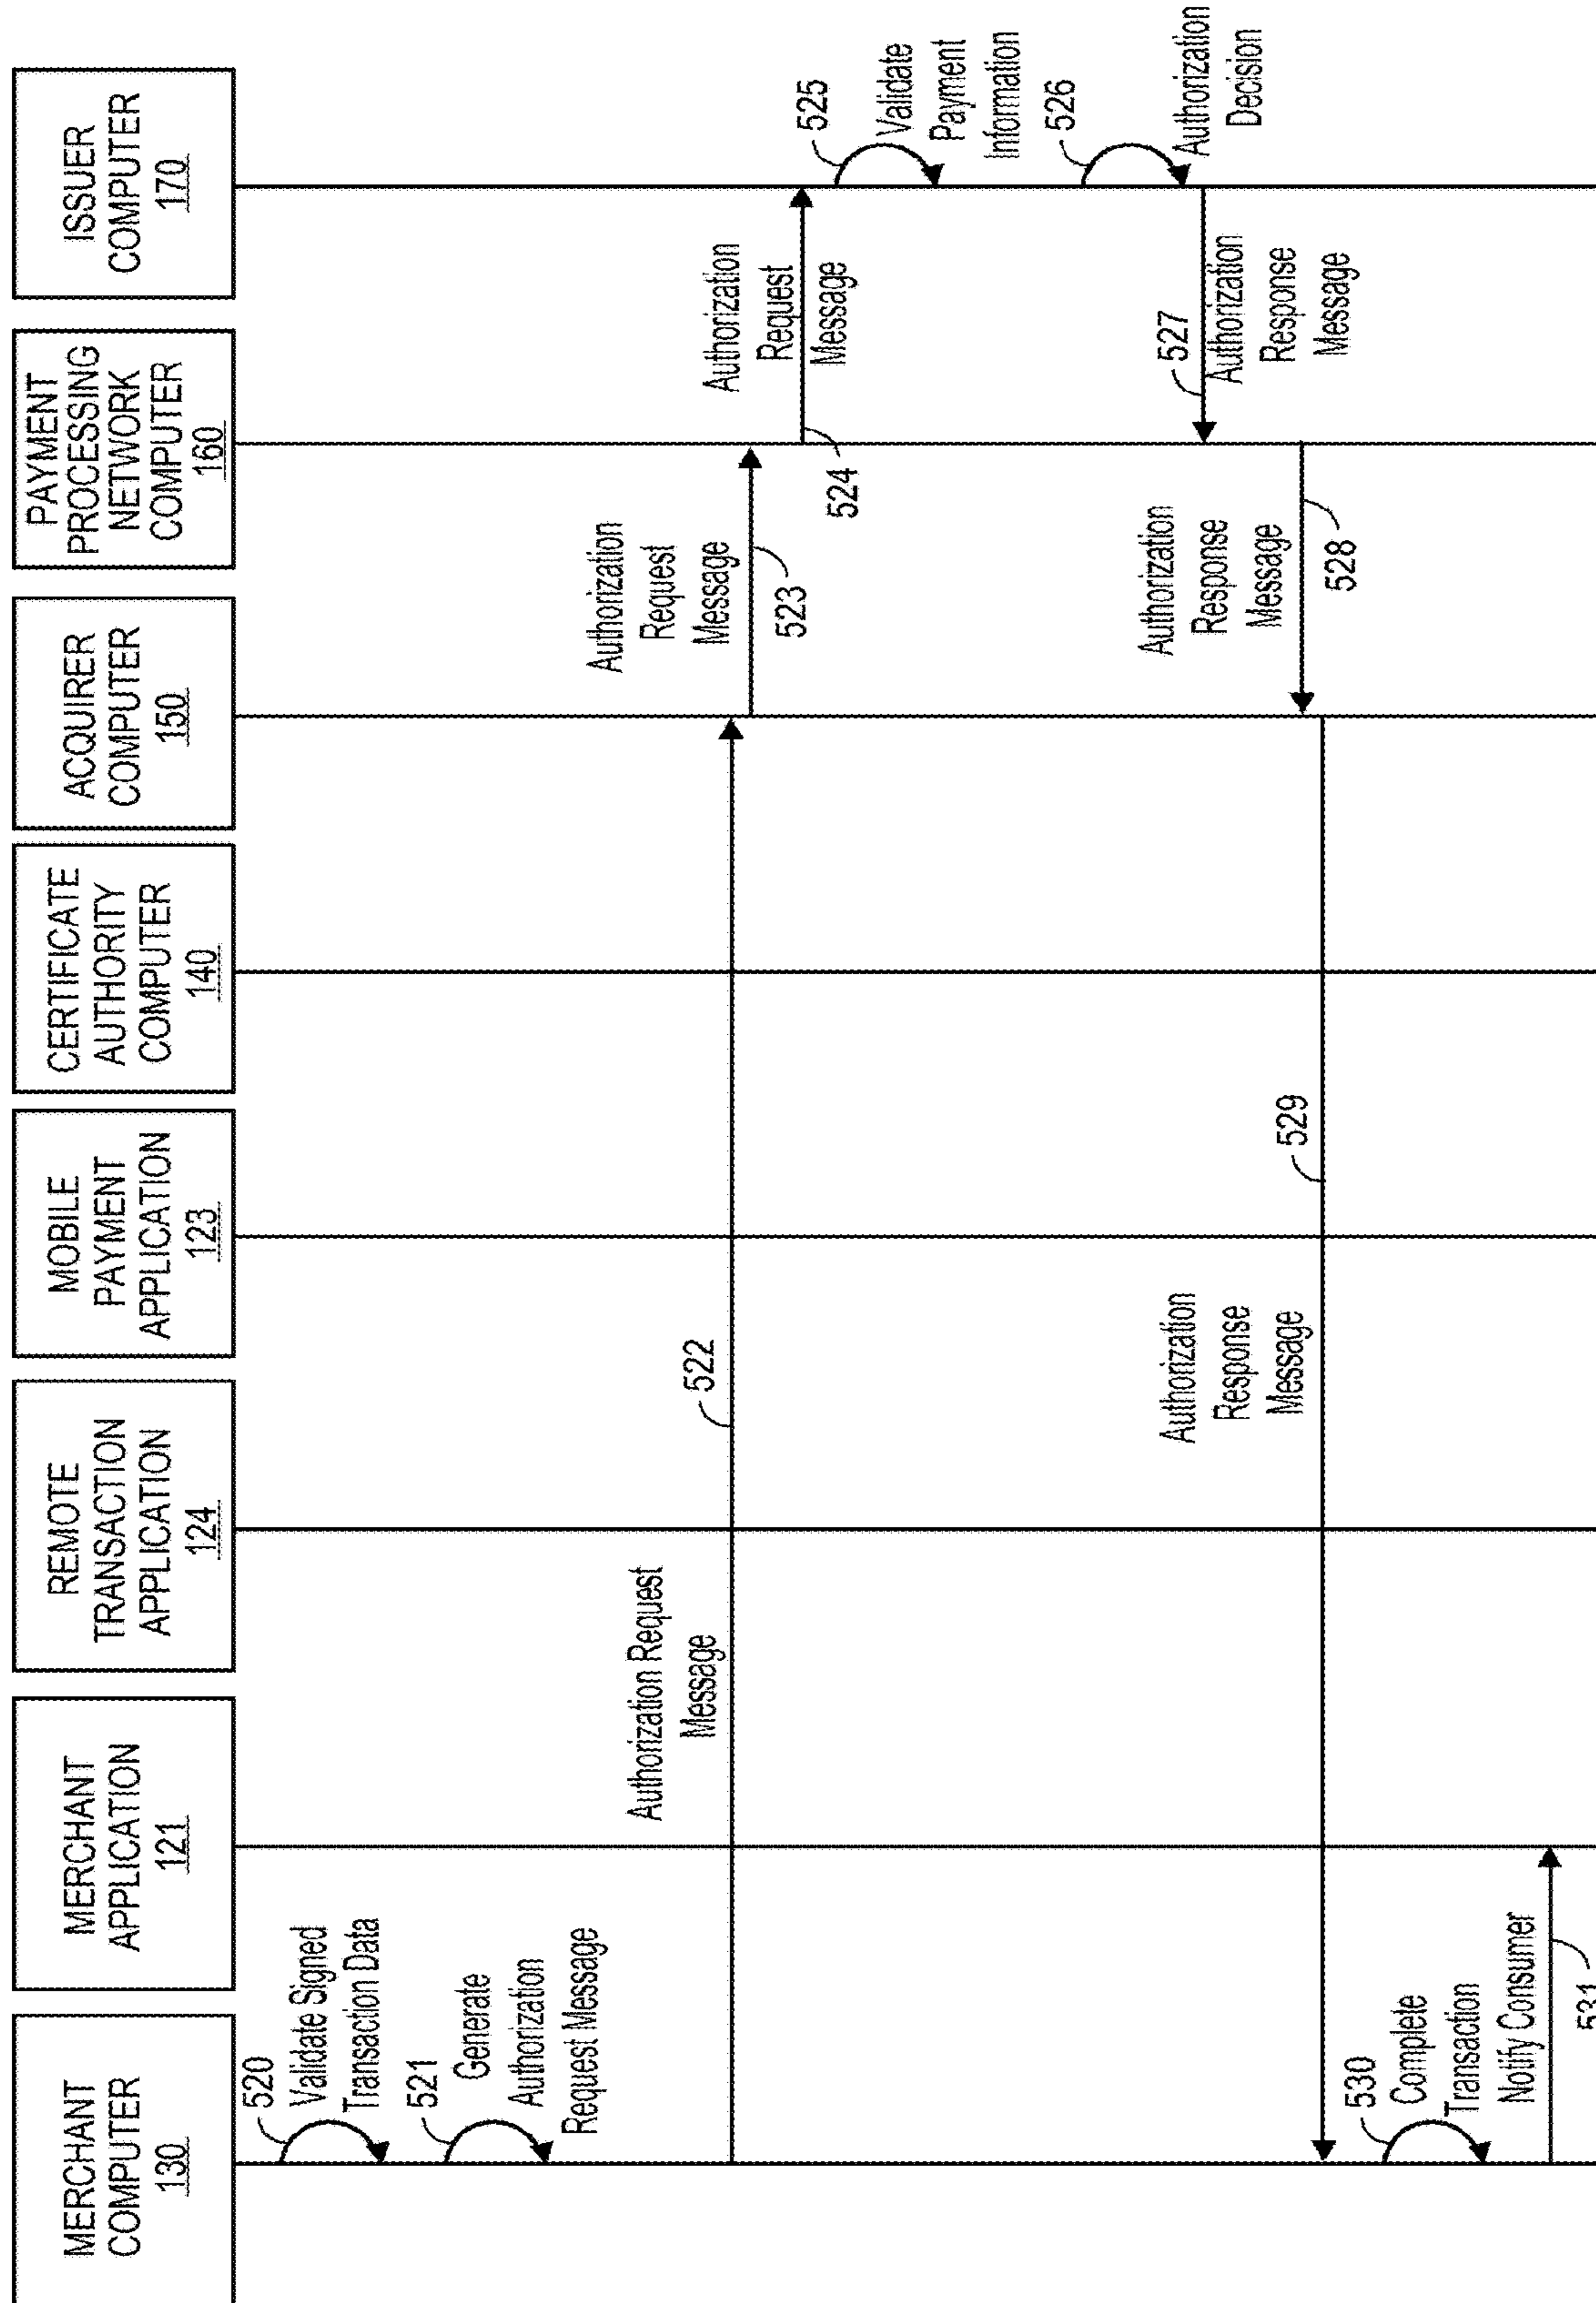 MERCHANT
COMPUTER
130
MERCHANT
APPLICATION
121
REMOTE
TRANSACTION
APPLICATION
124
MOBILE
PAYMENT
APPLICATION
123
CERTIFICATE
AUTHORITY
COMPUTER
140
ACQUIRER
COMPUTER
150
PAYMENT
PROCESSING
NETWORK
COMPUTER
160
ISSUER
COMPUTER
170
520
Validate Signed
Transaction Data
521
Generate
Authorization
Request Message
Authorization Request
Message
522
Authorization
Request
Message
523
Authorization
Request
Message
524
525
Validate
Payment
Information
526
Authorization
Decision
527
Authorization
Response
Message
Authorization
Response
Message
528
Authorization
Response
Message
529
530
Complete
Transaction
Notify Consumer
531